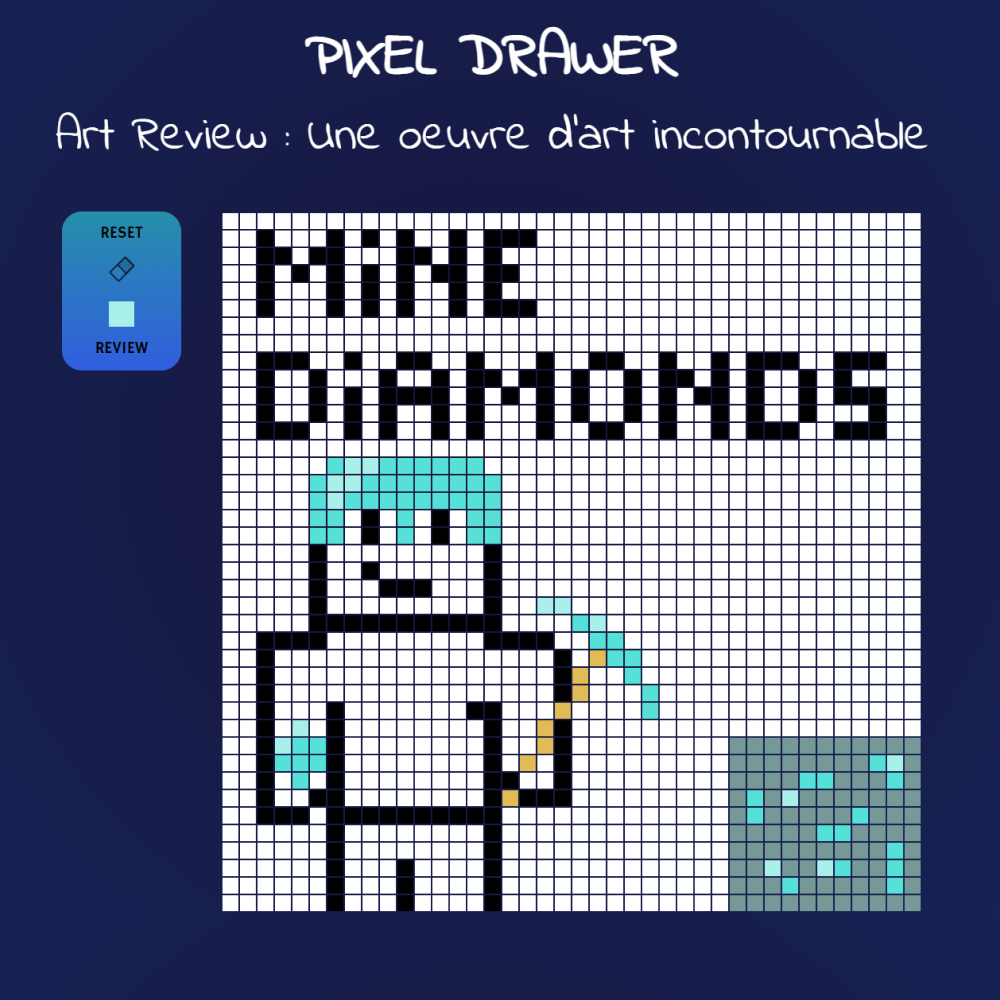 PIXEL DRAWER
Art Review : Une oeuvre d'art incontournable
RESET
REVIEW
MiNE
DiAMONDS